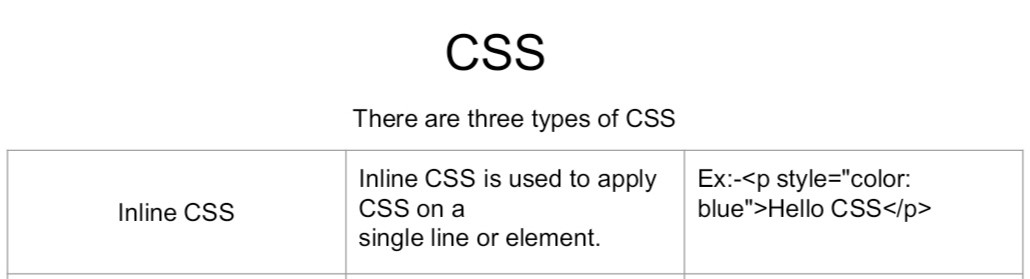 CSS
There are three types of CSS
Inline CSS
Inline CSS is used to apply
CSS on a
single line or element.
Ex:-<p style="color:
blue">Hello CSS</p>